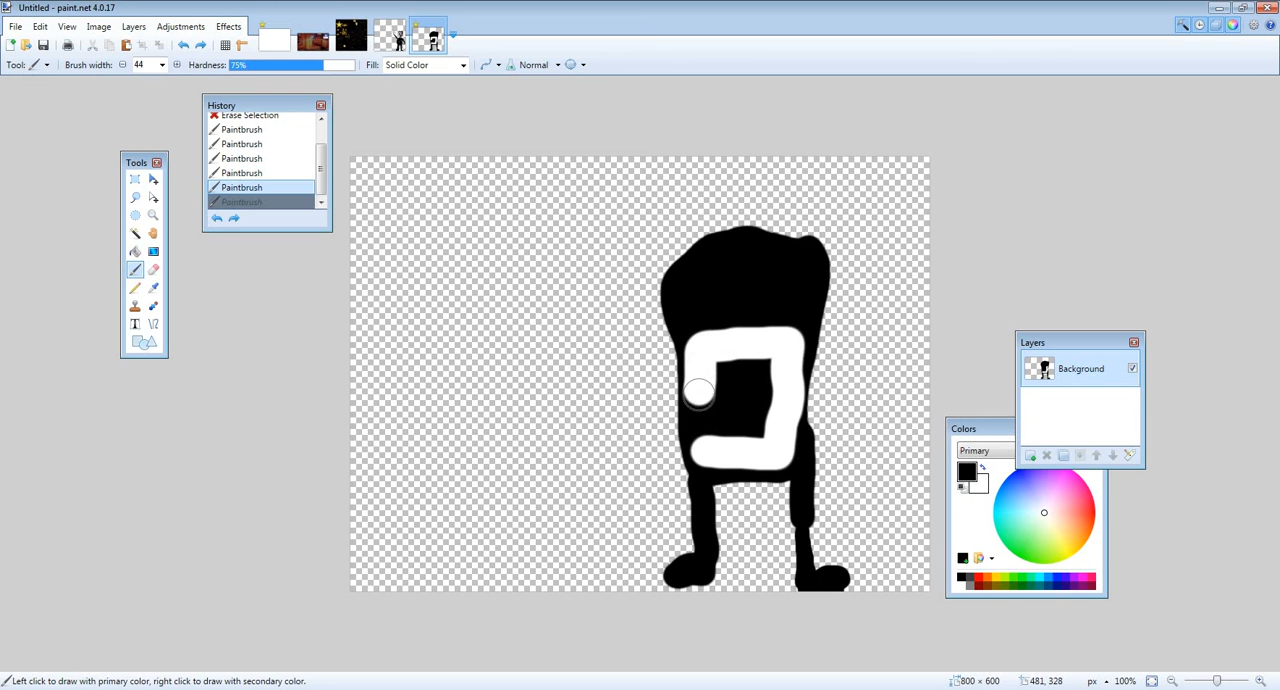 Untitled - paint.net 4.0.17
File Edit View Image Layers Adjustments Effects
Tool: Brush width: 44 Hardness: 75% Fill: Solid Color Normal
History
Erase Selection
Paintbrush
Paintbrush
Paintbrush
Paintbrush
Paintbrush
Paintbrush
Tools
T
Layers
Background
Colors
Primary
Left click to draw with primary color, right click to draw with secondary color.
800 × 600 481, 328 px 100%